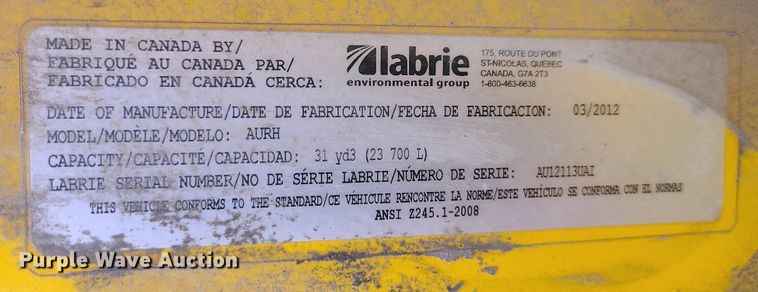 MADE IN CANADA BY/
FABRIQUÉ AU CANADA PAR/
FABRICADO EN CANADÁ CERCA:
labrie
environmental group
175, ROUTE DU PONT
ST-NICOLAS, QUEBEC
CANADA, G7A 2T3
1-800-463-6638
DATE OF MANUFACTURE/DATE DE FABRICATION/FECHA DE FABRICACION: 03/2012
MODEL/MODÈLE/MODELO: AURH
CAPACITY/CAPACITÉ/CAPACIDAD: 31 yd3 (23 700 L)
LABRIE SERIAL NUMBER/NO DE SÉRIE LABRIE/NÚMERO DE SERIE: AU12113UAI
THIS VEHICLE CONFORMS TO THE STANDARD/CE VÉHICULE RENCONTRE LA NORME/ESTE VEHÍCULO SE CONFORMA CON EL NORMAS
ANSI Z245.1-2008
Purple Wave Auction